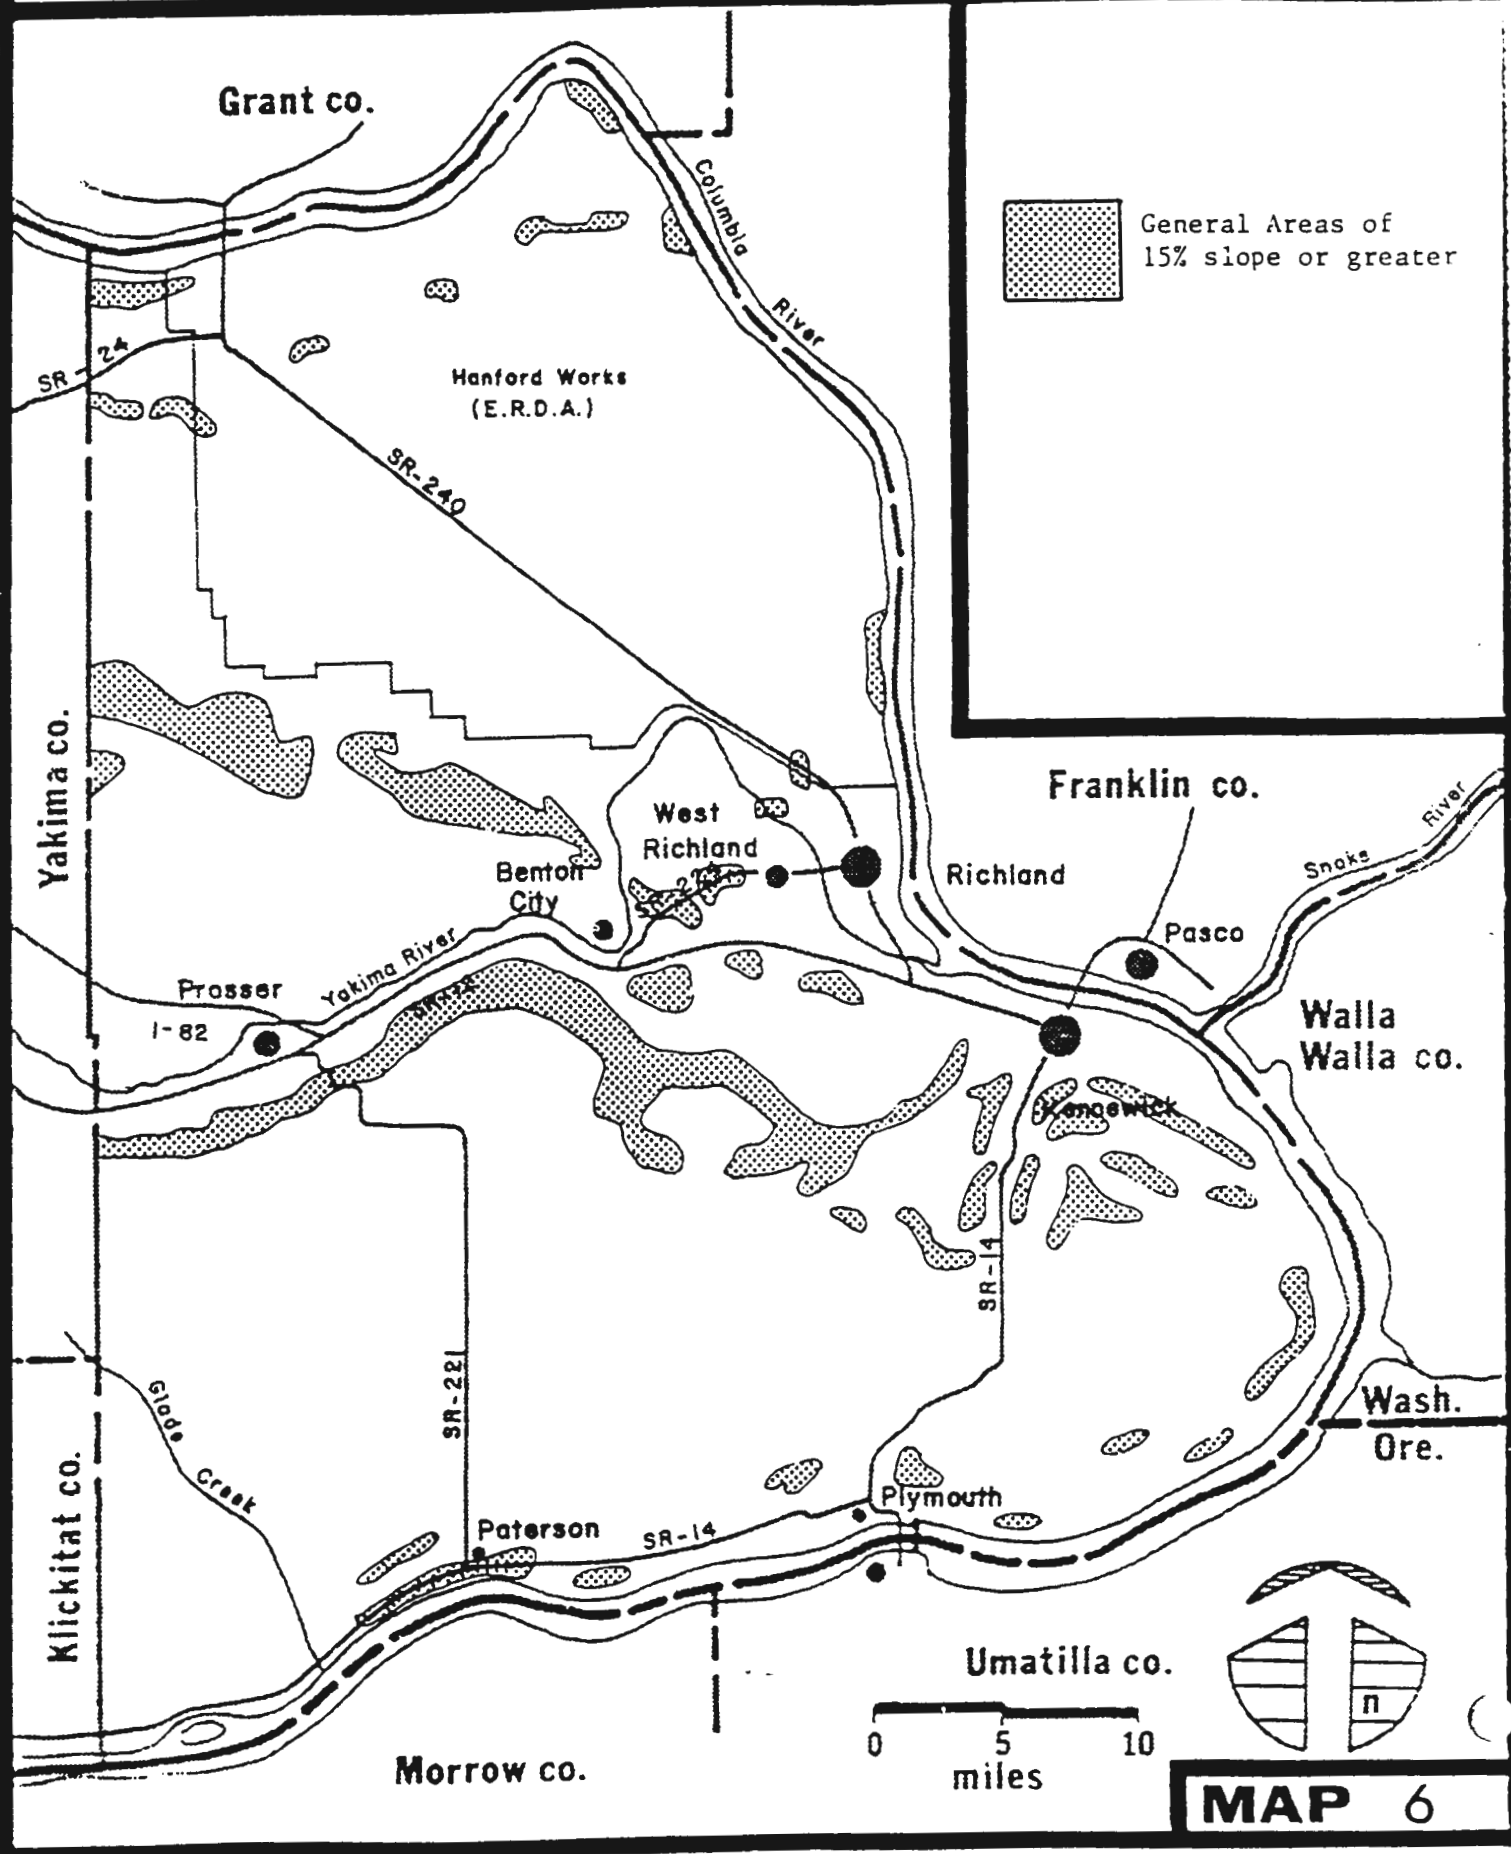 Grant co.
Columbia
River
General Areas of
15% slope or greater
SR-24
Hanford Works
(E.R.D.A.)
SR-240
Yakima co.
Franklin co.
West
Richland
Benton
City
Richland
River
Snake
Pasco
Yakima River
Prosser
I-82
Walla
Walla co.
Kennewick
SR-14
SR-221
Glade
Creek
Klickitat co.
Wash.
Ore.
Plymouth
Paterson
SR-14
Umatilla co.
n
0 5 10
miles
Morrow co.
MAP 6